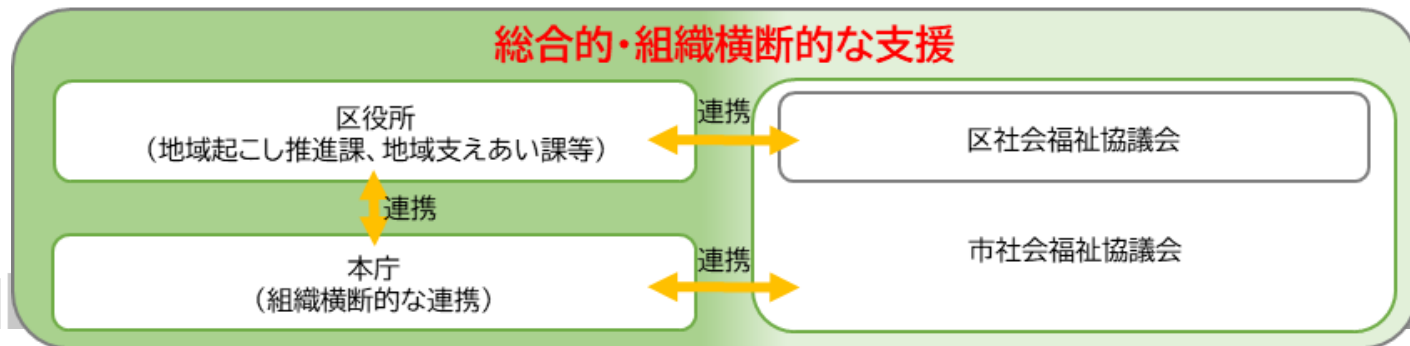 総合的・組織横断的な支援
区役所
（地域起こし推進課、地域支えあい課等）
連携
区社会福祉協議会
連携
市社会福祉協議会
本庁
（組織横断的な連携）
連携